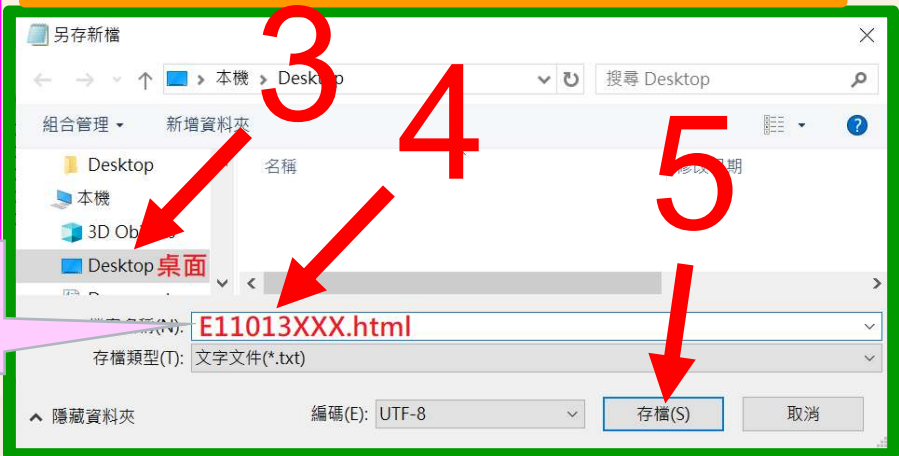 另存新檔
3
本機 > Desktop
搜尋 Desktop
4
組合管理
新增資料夾
5
Desktop
名稱
本機
3D
Desktop 桌面
(N): E11013XXX.html
存檔類型(T): 文字文件(*.txt)
隱藏資料夾
編碼(E): UTF-8
存檔(S)
取消